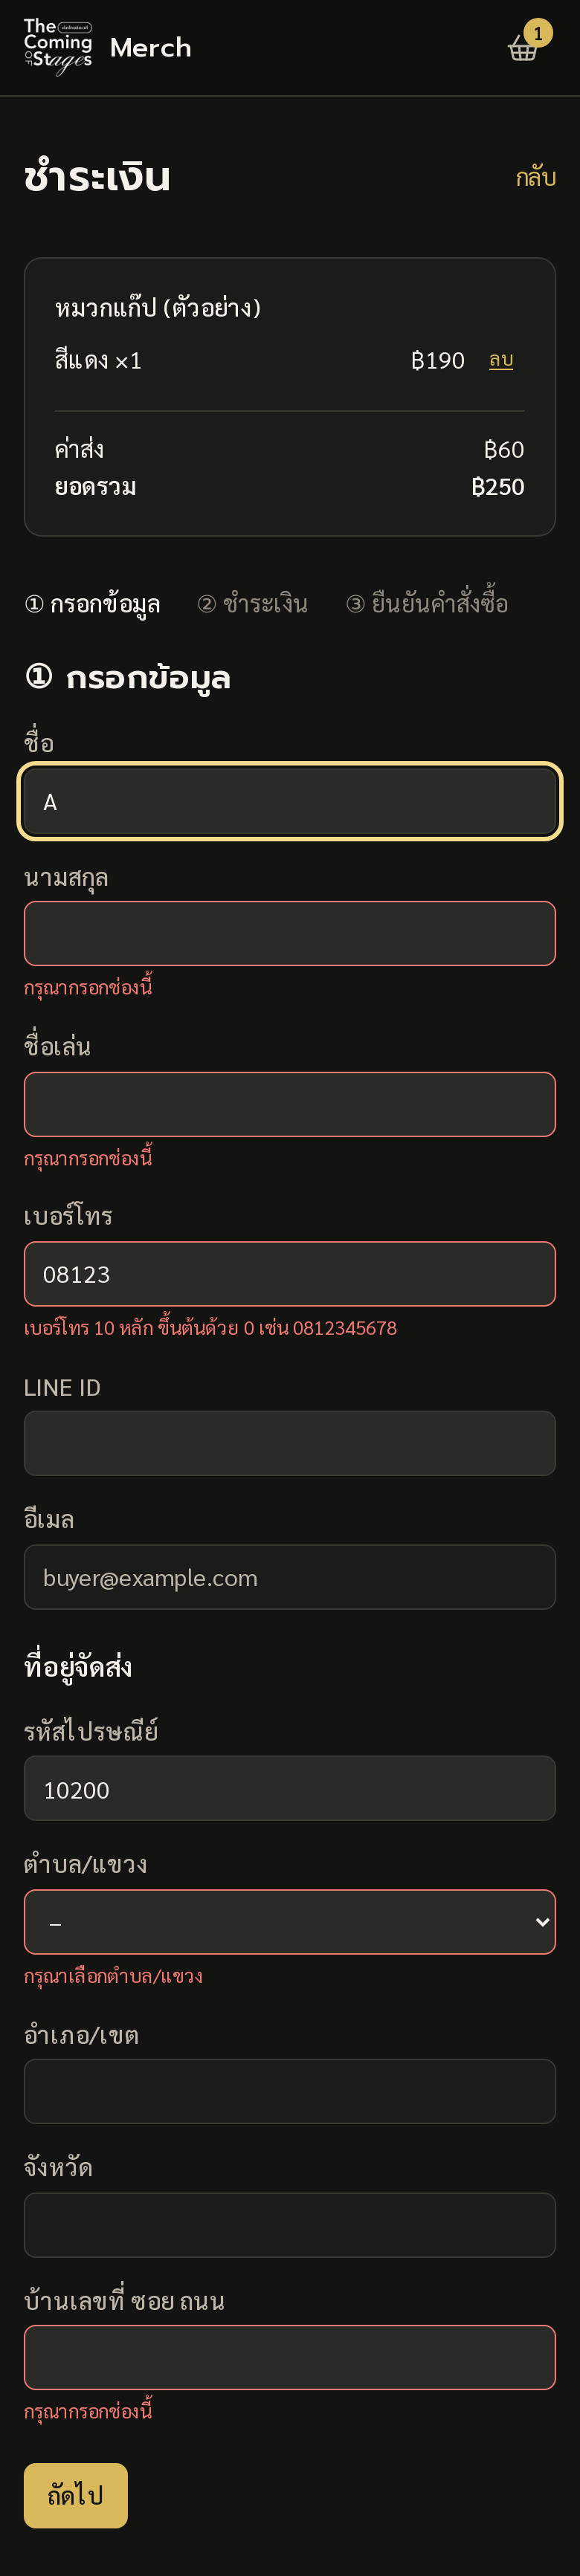 The
Coming
OF Stages
Merch
1
ชำระเงิน
กลับ
หมวกแก๊ป (ตัวอย่าง)
สีแดง ×1 ฿190 ลบ
ค่าส่ง ฿60
ยอดรวม ฿250
① กรอกข้อมูล ② ชำระเงิน ③ ยืนยันคำสั่งซื้อ
① กรอกข้อมูล
ชื่อ
A
นามสกุล
กรุณากรอกช่องนี้
ชื่อเล่น
กรุณากรอกช่องนี้
เบอร์โทร
08123
เบอร์โทร 10 หลัก ขึ้นต้นด้วย 0 เช่น 0812345678
LINE ID
อีเมล
buyer@example.com
ที่อยู่จัดส่ง
รหัสไปรษณีย์
10200
ตำบล/แขวง
–
กรุณาเลือกตำบล/แขวง
อำเภอ/เขต
จังหวัด
บ้านเลขที่ ซอย ถนน
กรุณากรอกช่องนี้
ถัดไป